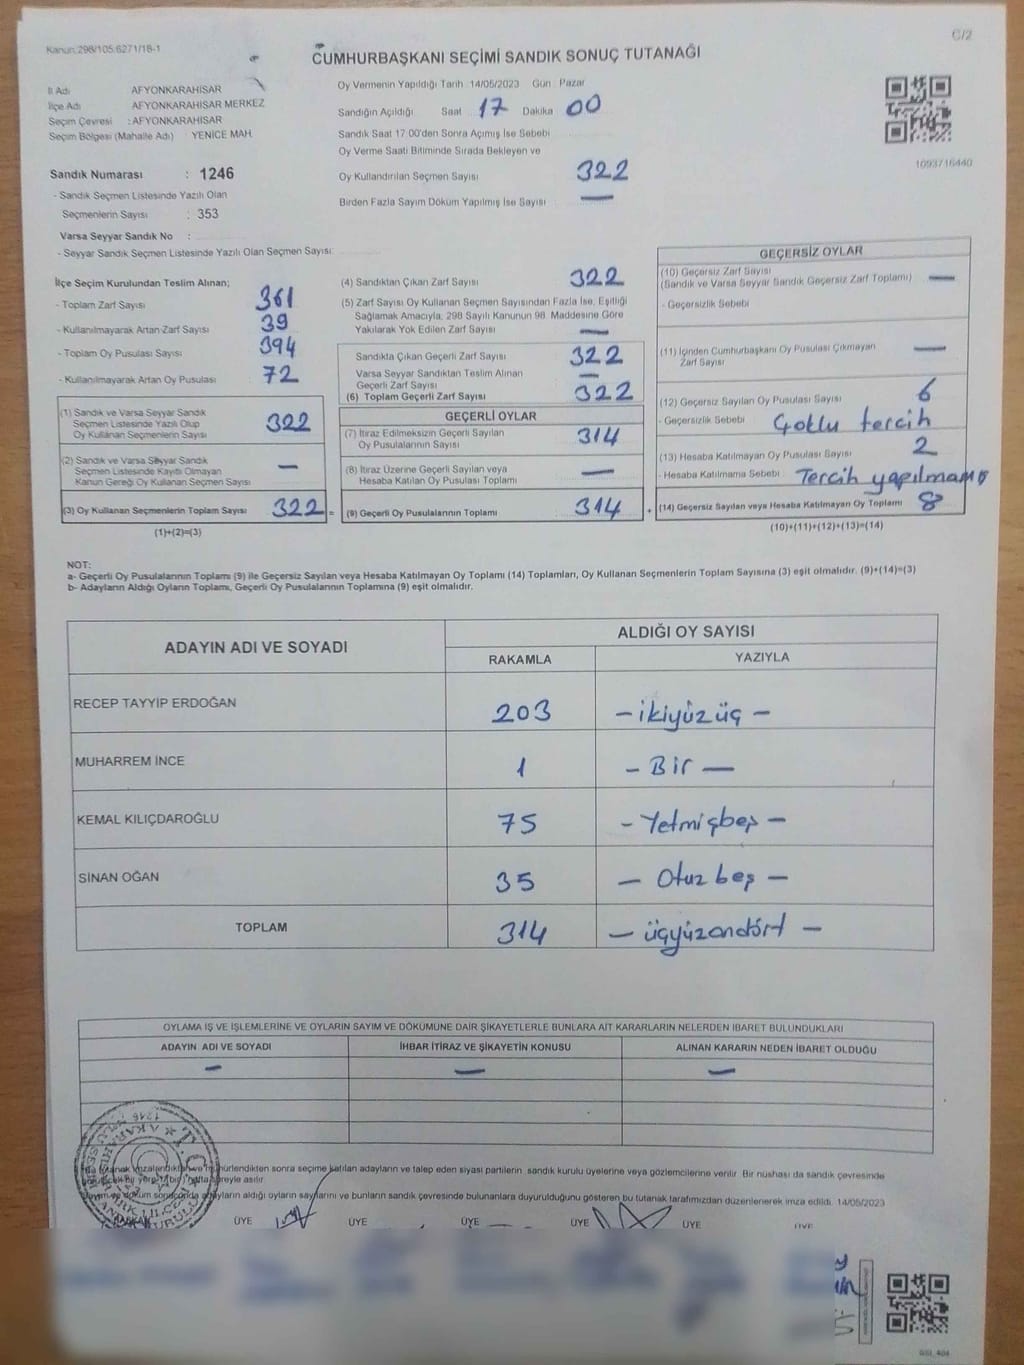 Kanun:298/105:6271/18-1
C/2
CUMHURBAŞKANI SEÇİMİ SANDIK SONUÇ TUTANAĞI
İl Adı AFYONKARAHİSAR
İlçe Adı AFYONKARAHİSAR MERKEZ
Seçim Çevresi : AFYONKARAHİSAR
Seçim Bölgesi (Mahalle Adı) YENİCE MAH.
Sandık Numarası : 1246
- Sandık Seçmen Listesinde Yazılı Olan
Seçmenlerin Sayısı : 353
Varsa Seyyar Sandık No :
- Seyyar Sandık Seçmen Listesinde Yazılı Olan Seçmen Sayısı:
Oy Vermenin Yapıldığı Tarih 14/05/2023 Gün : Pazar
Sandığın Açıldığı Saat 17 Dakika 00
Sandık Saat 17.00'den Sonra Açımış İse Sebebi
Oy Verme Saati Bitiminde Sırada Bekleyen ve
Oy Kullandırılan Seçmen Sayısı 322
Birden Fazla Sayım Döküm Yapılmış İse Sayısı —
1093716440
İlçe Seçim Kurulundan Teslim Alınan;
- Toplam Zarf Sayısı 361
- Kullanılmayarak Artan Zarf Sayısı 39
- Toplam Oy Pusulası Sayısı 394
- Kullanılmayarak Artan Oy Pusulası 72
(1) Sandık ve Varsa Seyyar Sandık
Seçmen Listesinde Yazılı Olup
Oy Kullanan Seçmenlerin Sayısı 322
(2) Sandık ve Varsa Seyyar Sandık
Seçmen Listesinde Kayıtlı Olmayan
Kanun Gereği Oy Kullanan Seçmen Sayısı —
(3) Oy Kullanan Seçmenlerin Toplam Sayısı 322 =
(1)+(2)=(3)
(4) Sandıktan Çıkan Zarf Sayısı 322
(5) Zarf Sayısı Oy Kullanan Seçmen Sayısından Fazla İse, Eşitliği
Sağlamak Amacıyla, 298 Sayılı Kanunun 98. Maddesine Göre
Yakılarak Yok Edilen Zarf Sayısı —
Sandıkta Çıkan Geçerli Zarf Sayısı 322
Varsa Seyyar Sandıktan Teslim Alınan
Geçerli Zarf Sayısı —
(6) Toplam Geçerli Zarf Sayısı 322
GEÇERLİ OYLAR
(7) İtiraz Edilmeksizin Geçerli Sayılan
Oy Pusulalarının Sayısı 314
(8) İtiraz Üzerine Geçerli Sayılan veya
Hesaba Katılan Oy Pusulası Toplamı —
(9) Geçerli Oy Pusulalarının Toplamı 314 +
GEÇERSİZ OYLAR
(10) Geçersiz Zarf Sayısı
(Sandık ve Varsa Seyyar Sandık Geçersiz Zarf Toplamı) —
- Geçersizlik Sebebi
(11) İçinden Cumhurbaşkanı Oy Pusulası Çıkmayan
Zarf Sayısı —
(12) Geçersiz Sayılan Oy Pusulası Sayısı 6
- Geçersizlik Sebebi Çoklu tercih
(13) Hesaba Katılmayan Oy Pusulası Sayısı 2
- Hesaba Katılmama Sebebi Tercih yapılmamış
(14) Geçersiz Sayılan veya Hesaba Katılmayan Oy Toplamı 8
(10)+(11)+(12)+(13)=(14)
NOT:
a- Geçerli Oy Pusulalarının Toplamı (9) ile Geçersiz Sayılan veya Hesaba Katılmayan Oy Toplamı (14) Toplamları, Oy Kullanan Seçmenlerin Toplam Sayısına (3) eşit olmalıdır. (9)+(14)=(3)
b- Adayların Aldığı Oyların Toplamı, Geçerli Oy Pusulalarının Toplamına (9) eşit olmalıdır.
ADAYIN ADI VE SOYADI
ALDIĞI OY SAYISI
RAKAMLA YAZIYLA
RECEP TAYYİP ERDOĞAN 203 - ikiyüzüç -
MUHARREM İNCE 1 - Bir —
KEMAL KILIÇDAROĞLU 75 - Yetmişbeş -
SİNAN OĞAN 35 - Otuz beş -
TOPLAM 314 - üçyüzondört -
OYLAMA İŞ VE İŞLEMLERİNE VE OYLARIN SAYIM VE DÖKÜMÜNE DAİR ŞİKAYETLERLE BUNLARA AİT KARARLARIN NELERDEN İBARET BULUNDUKLARI
ADAYIN ADI VE SOYADI İHBAR İTİRAZ VE ŞİKAYETİN KONUSU ALINAN KARARIN NEDEN İBARET OLDUĞU
— — —
sonra seçime katılan adayların ve talep eden siyasi partilerin, sandık kurulu üyelerine veya gözlemcilerine verilir. Bir nüshası da sandık çevresinde
asılır.
adayların aldığı oyların sayılarını ve bunların sandık çevresinde bulunanlara duyurulduğunu gösteren bu tutanak tarafımızdan düzenlenerek imza edildi. 14/05/2023
ÜYE ÜYE ÜYE ÜYE ÜYE ÜYE
1246
T.C.